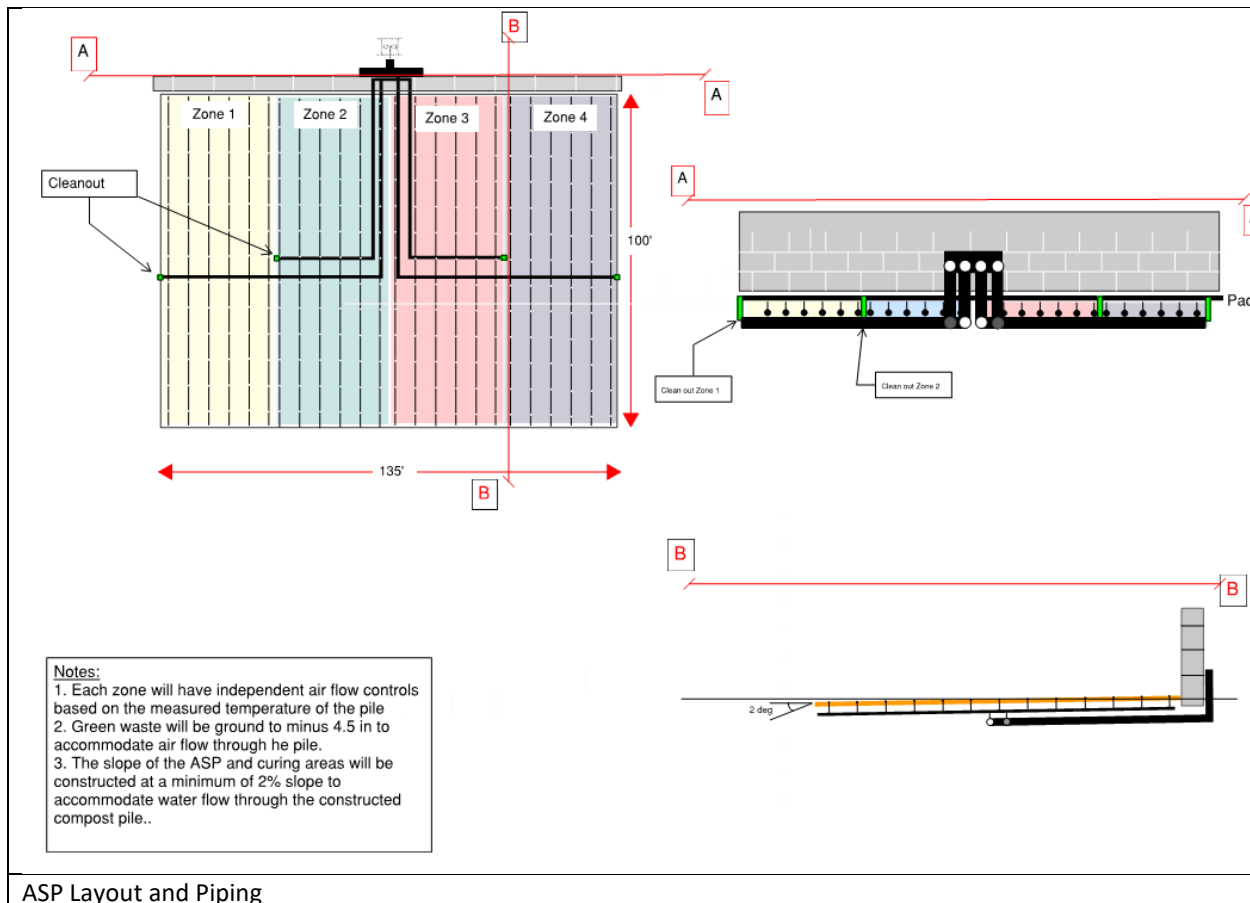 B
A
A
Zone 1
Zone 2
Zone 3
Zone 4
Cleanout
100'
135'
B
A
Pad
Clean out Zone 1
Clean out Zone 2
B
B
2 deg
Notes:
1. Each zone will have independent air flow controls
based on the measured temperature of the pile
2. Green waste will be ground to minus 4.5 in to
accommodate air flow through he pile.
3. The slope of the ASP and curing areas will be
constructed at a minimum of 2% slope to
accommodate water flow through the constructed
compost pile..
ASP Layout and Piping